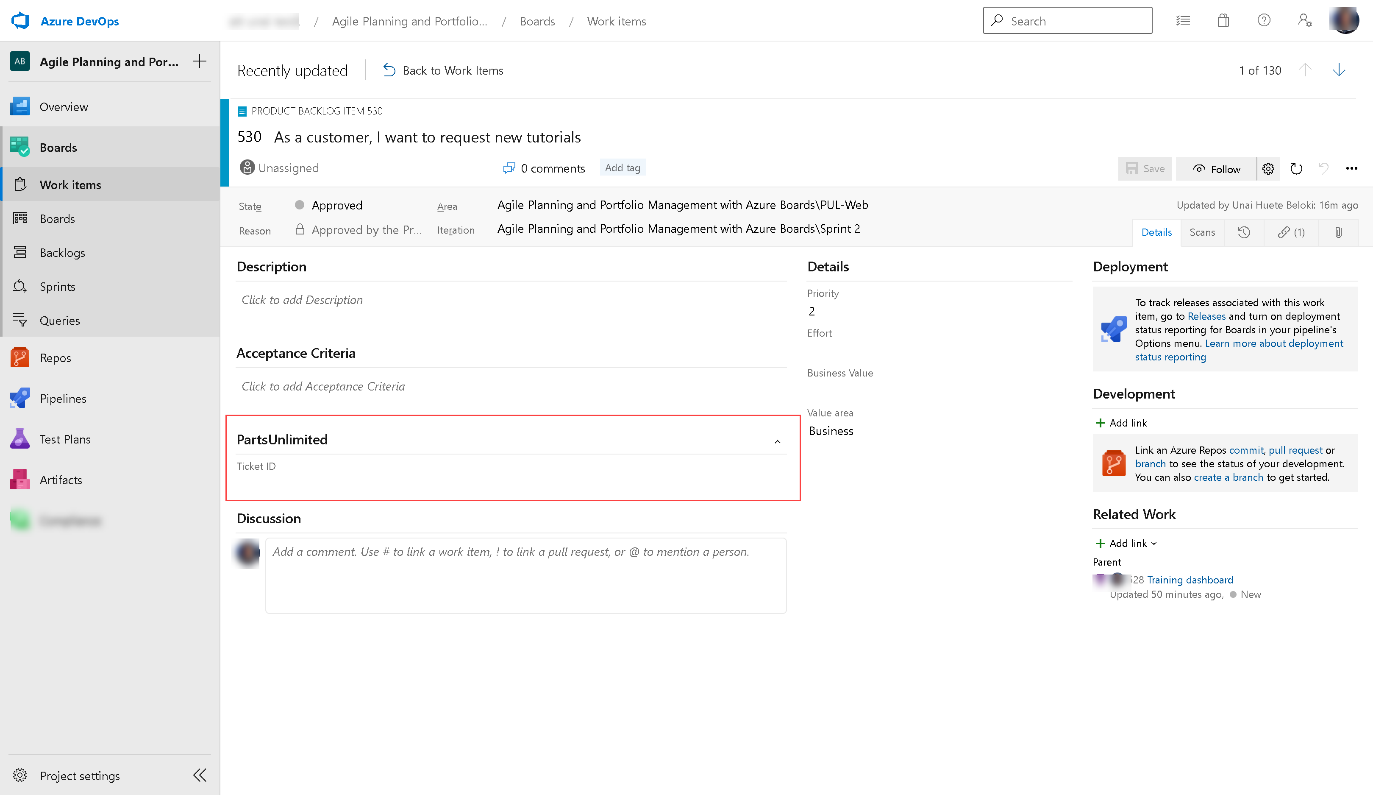 Azure DevOps
/ Agile Planning and Portfolio... / Boards / Work items
Search
AB Agile Planning and Por...
Overview
Boards
Work items
Boards
Backlogs
Sprints
Queries
Repos
Pipelines
Test Plans
Artifacts
Project settings
Recently updated
Back to Work Items
1 of 130
PRODUCT BACKLOG ITEM 530
530 As a customer, I want to request new tutorials
Unassigned
0 comments
Add tag
Save
Follow
State
Approved
Area
Agile Planning and Portfolio Management with Azure Boards\PUL-Web
Updated by Unai Huete Beloki: 16m ago
Reason
Approved by the Pr...
Iteration
Agile Planning and Portfolio Management with Azure Boards\Sprint 2
Details
Scans
(1)
Description
Click to add Description
Acceptance Criteria
Click to add Acceptance Criteria
PartsUnlimited
Ticket ID
Discussion
Add a comment. Use # to link a work item, ! to link a pull request, or @ to mention a person.
Details
Priority
2
Effort
Business Value
Value area
Business
Deployment
To track releases associated with this work
item, go to Releases and turn on deployment
status reporting for Boards in your pipeline's
Options menu. Learn more about deployment
status reporting
Development
Add link
Link an Azure Repos commit, pull request or
branch to see the status of your development.
You can also create a branch to get started.
Related Work
Add link
Parent
Training dashboard
Updated 50 minutes ago, New